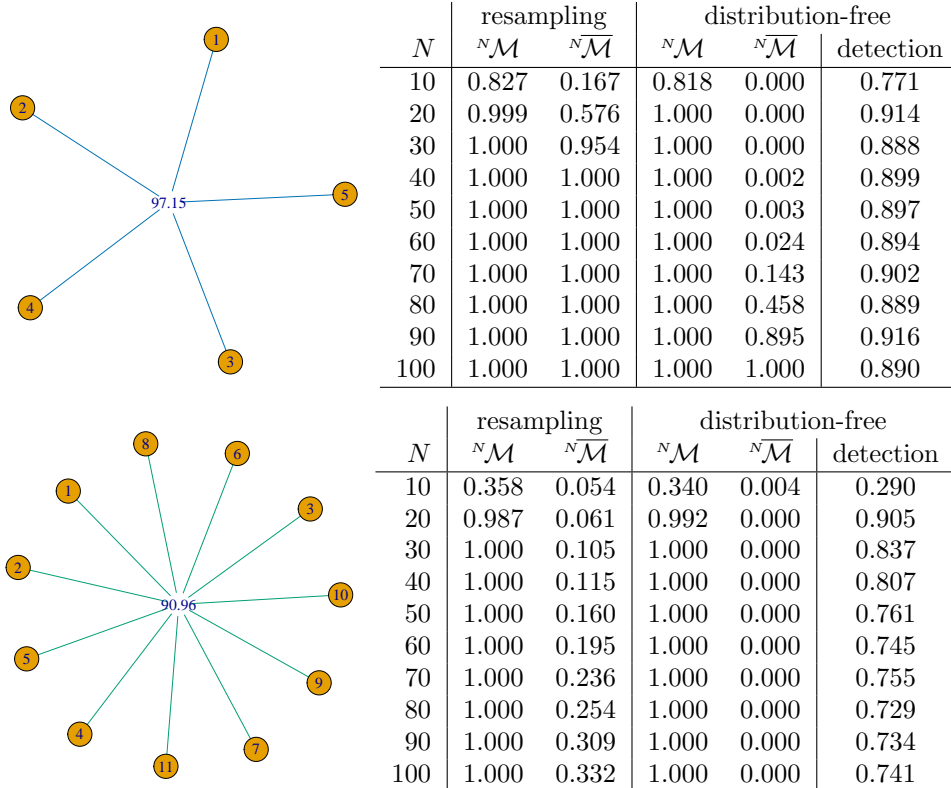 1
2
97.15
5
4
3
resampling distribution-free
N ᴺℳ ᴺℳ̅ ᴺℳ ᴺℳ̅ detection
10 0.827 0.167 0.818 0.000 0.771
20 0.999 0.576 1.000 0.000 0.914
30 1.000 0.954 1.000 0.000 0.888
40 1.000 1.000 1.000 0.002 0.899
50 1.000 1.000 1.000 0.003 0.897
60 1.000 1.000 1.000 0.024 0.894
70 1.000 1.000 1.000 0.143 0.902
80 1.000 1.000 1.000 0.458 0.889
90 1.000 1.000 1.000 0.895 0.916
100 1.000 1.000 1.000 1.000 0.890
8
6
1
3
2
10
90.96
5
9
4
7
11
resampling distribution-free
N ᴺℳ ᴺℳ̅ ᴺℳ ᴺℳ̅ detection
10 0.358 0.054 0.340 0.004 0.290
20 0.987 0.061 0.992 0.000 0.905
30 1.000 0.105 1.000 0.000 0.837
40 1.000 0.115 1.000 0.000 0.807
50 1.000 0.160 1.000 0.000 0.761
60 1.000 0.195 1.000 0.000 0.745
70 1.000 0.236 1.000 0.000 0.755
80 1.000 0.254 1.000 0.000 0.729
90 1.000 0.309 1.000 0.000 0.734
100 1.000 0.332 1.000 0.000 0.741